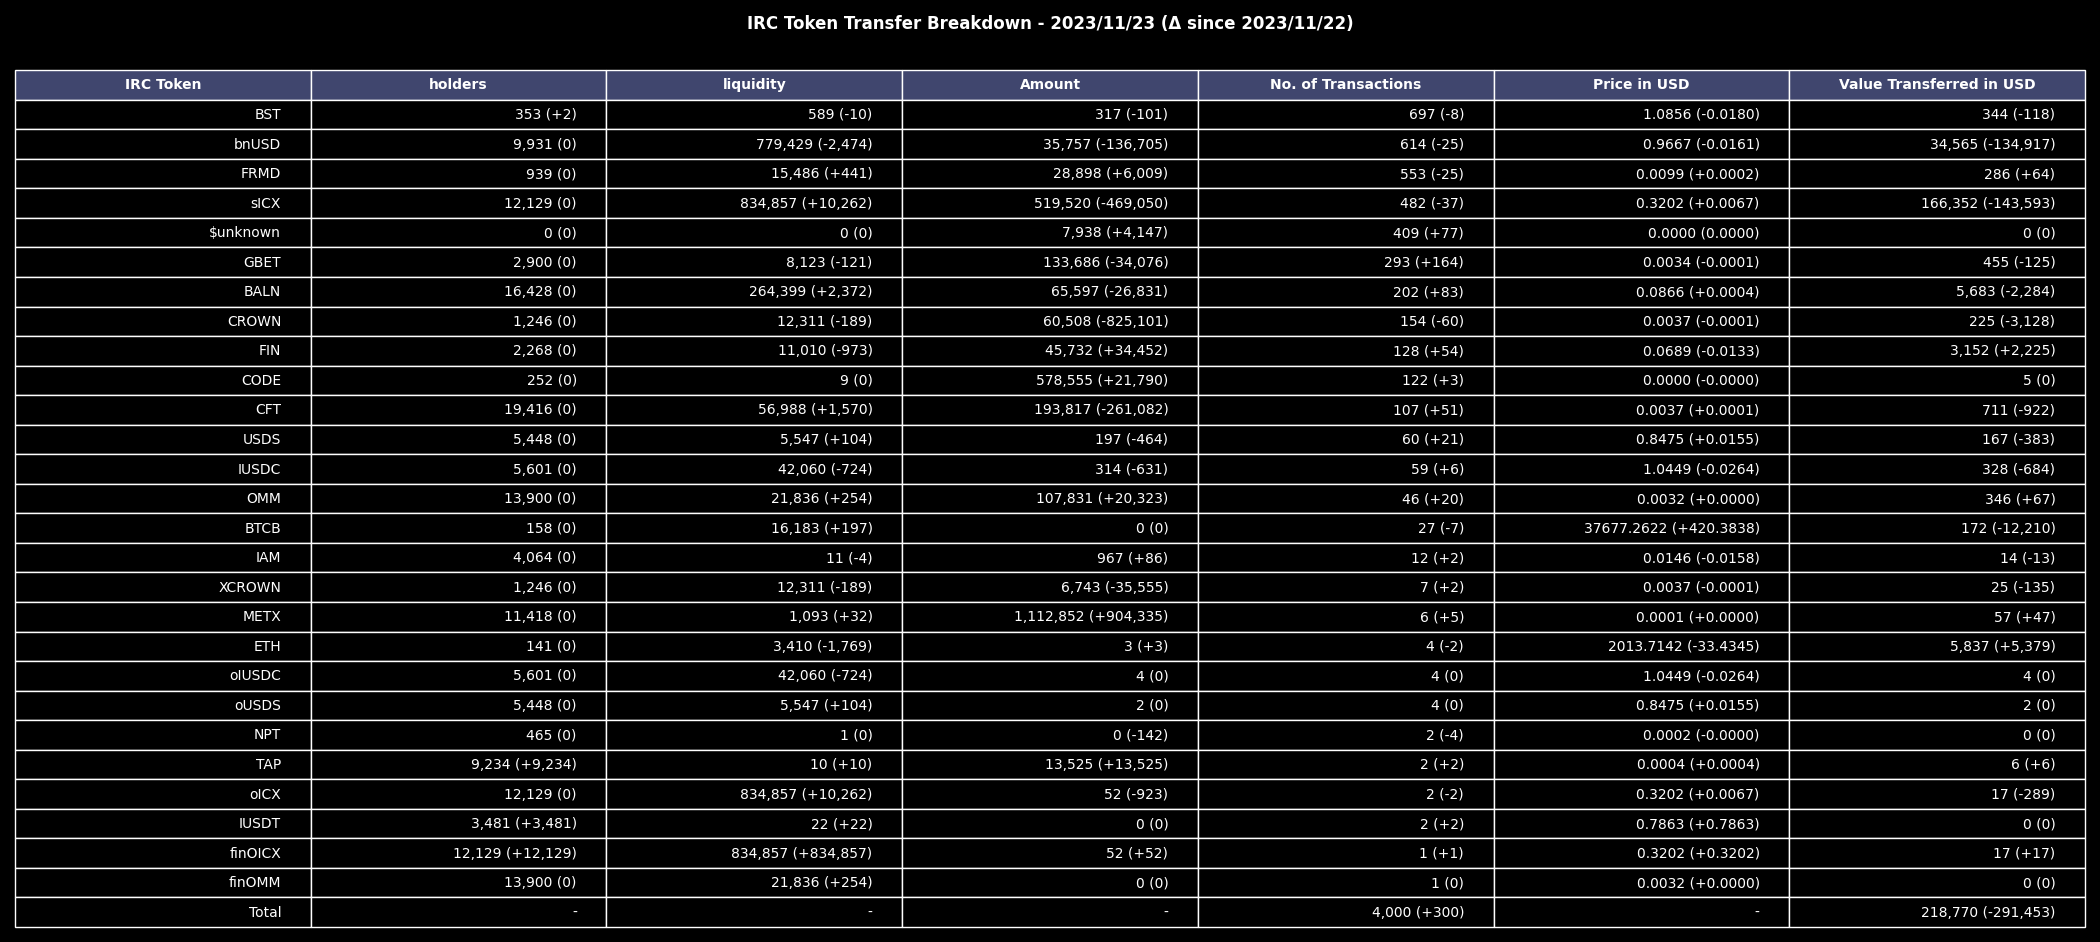 IRC Token Transfer Breakdown - 2023/11/23 (Δ since 2023/11/22)
IRC Token holders liquidity Amount No. of Transactions Price in USD Value Transferred in USD
BST 353 (+2) 589 (-10) 317 (-101) 697 (-8) 1.0856 (-0.0180) 344 (-118)
bnUSD 9,931 (0) 779,429 (-2,474) 35,757 (-136,705) 614 (-25) 0.9667 (-0.0161) 34,565 (-134,917)
FRMD 939 (0) 15,486 (+441) 28,898 (+6,009) 553 (-25) 0.0099 (+0.0002) 286 (+64)
sICX 12,129 (0) 834,857 (+10,262) 519,520 (-469,050) 482 (-37) 0.3202 (+0.0067) 166,352 (-143,593)
$unknown 0 (0) 0 (0) 7,938 (+4,147) 409 (+77) 0.0000 (0.0000) 0 (0)
GBET 2,900 (0) 8,123 (-121) 133,686 (-34,076) 293 (+164) 0.0034 (-0.0001) 455 (-125)
BALN 16,428 (0) 264,399 (+2,372) 65,597 (-26,831) 202 (+83) 0.0866 (+0.0004) 5,683 (-2,284)
CROWN 1,246 (0) 12,311 (-189) 60,508 (-825,101) 154 (-60) 0.0037 (-0.0001) 225 (-3,128)
FIN 2,268 (0) 11,010 (-973) 45,732 (+34,452) 128 (+54) 0.0689 (-0.0133) 3,152 (+2,225)
CODE 252 (0) 9 (0) 578,555 (+21,790) 122 (+3) 0.0000 (-0.0000) 5 (0)
CFT 19,416 (0) 56,988 (+1,570) 193,817 (-261,082) 107 (+51) 0.0037 (+0.0001) 711 (-922)
USDS 5,448 (0) 5,547 (+104) 197 (-464) 60 (+21) 0.8475 (+0.0155) 167 (-383)
IUSDC 5,601 (0) 42,060 (-724) 314 (-631) 59 (+6) 1.0449 (-0.0264) 328 (-684)
OMM 13,900 (0) 21,836 (+254) 107,831 (+20,323) 46 (+20) 0.0032 (+0.0000) 346 (+67)
BTCB 158 (0) 16,183 (+197) 0 (0) 27 (-7) 37677.2622 (+420.3838) 172 (-12,210)
IAM 4,064 (0) 11 (-4) 967 (+86) 12 (+2) 0.0146 (-0.0158) 14 (-13)
XCROWN 1,246 (0) 12,311 (-189) 6,743 (-35,555) 7 (+2) 0.0037 (-0.0001) 25 (-135)
METX 11,418 (0) 1,093 (+32) 1,112,852 (+904,335) 6 (+5) 0.0001 (+0.0000) 57 (+47)
ETH 141 (0) 3,410 (-1,769) 3 (+3) 4 (-2) 2013.7142 (-33.4345) 5,837 (+5,379)
oIUSDC 5,601 (0) 42,060 (-724) 4 (0) 4 (0) 1.0449 (-0.0264) 4 (0)
oUSDS 5,448 (0) 5,547 (+104) 2 (0) 4 (0) 0.8475 (+0.0155) 2 (0)
NPT 465 (0) 1 (0) 0 (-142) 2 (-4) 0.0002 (-0.0000) 0 (0)
TAP 9,234 (+9,234) 10 (+10) 13,525 (+13,525) 2 (+2) 0.0004 (+0.0004) 6 (+6)
oICX 12,129 (0) 834,857 (+10,262) 52 (-923) 2 (-2) 0.3202 (+0.0067) 17 (-289)
IUSDT 3,481 (+3,481) 22 (+22) 0 (0) 2 (+2) 0.7863 (+0.7863) 0 (0)
finOICX 12,129 (+12,129) 834,857 (+834,857) 52 (+52) 1 (+1) 0.3202 (+0.3202) 17 (+17)
finOMM 13,900 (0) 21,836 (+254) 0 (0) 1 (0) 0.0032 (+0.0000) 0 (0)
Total - - - 4,000 (+300) - 218,770 (-291,453)